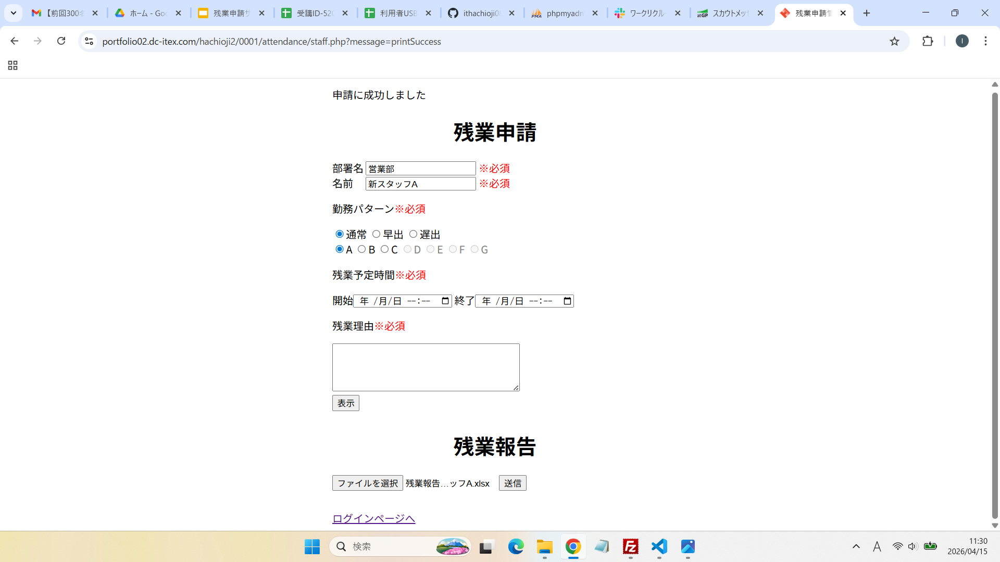 【前回300名
ホーム - Goo
残業申請サ
受講ID-520
利用者USB
ithachioji0
phpmyadn
ワークリクル
スカウトメッセ
残業申請管
portfolio02.dc-itex.com/hachioji2/0001/attendance/staff.php?message=printSuccess
I
申請に成功しました
残業申請
部署名 営業部 ※必須
名前 新スタッフA ※必須
勤務パターン※必須
通常 早出 遅出
A B C D E F G
残業予定時間※必須
開始 年 /月/日 --:-- 終了 年 /月/日 --:--
残業理由※必須
表示
残業報告
ファイルを選択 残業報告…ッフA.xlsx 送信
ログインページへ
検索
A
11:30
2026/04/15